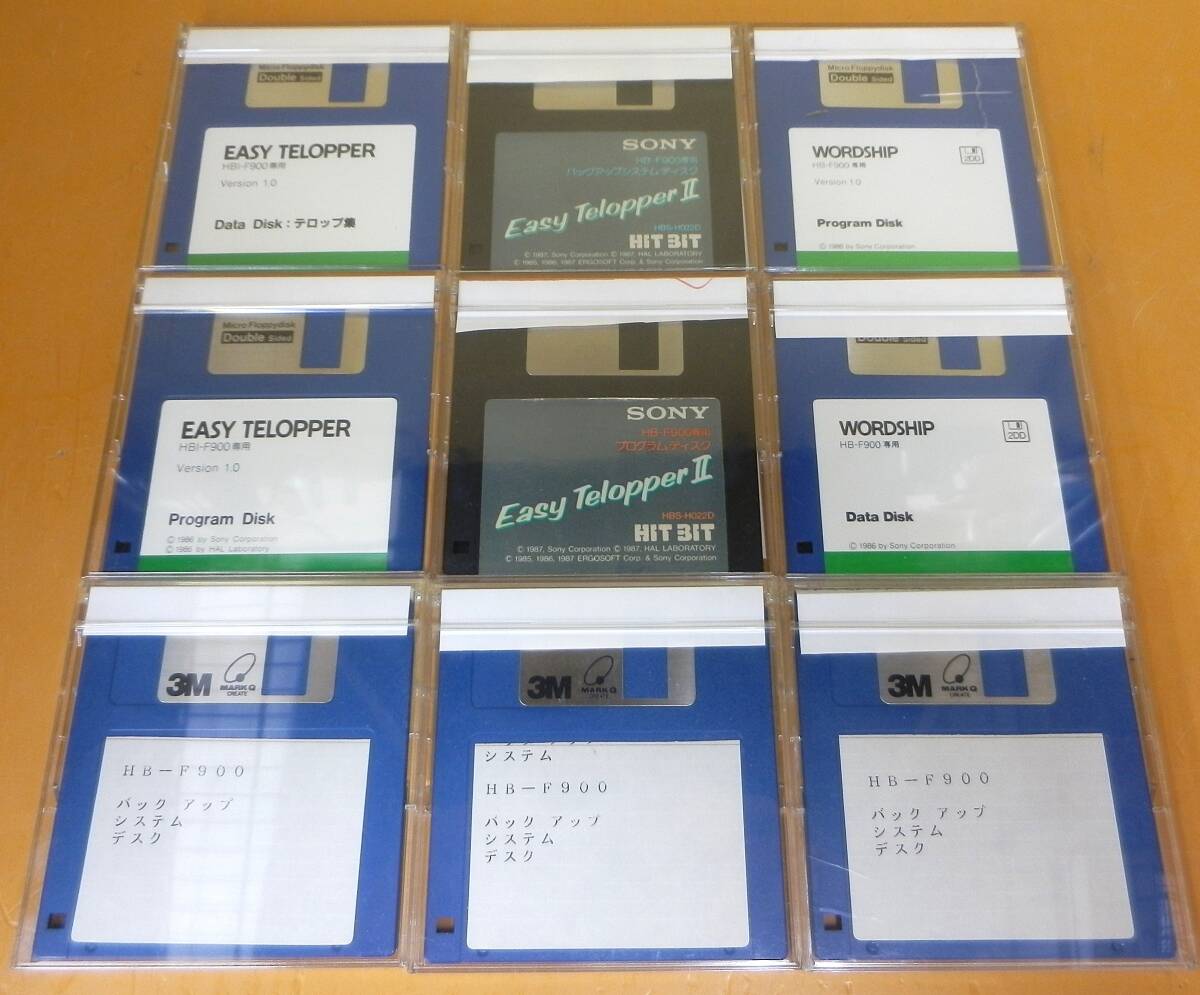 Micro Floppydisk
Double Sided
EASY TELOPPER
HBI-F900専用
Version 1.0
Data Disk：テロップ集
SONY
HB-F900専用
バックアップシステムディスク
Easy Telopper II
HBS-H022D
HiT BiT
© 1987, Sony Corporation © 1987, HAL LABORATORY
© 1985, 1986, 1987 ERGOSOFT Corp. & Sony Corporation
Micro Floppydisk
Double Sided
WORDSHIP
HB-F900専用
2DD
Version 1.0
Program Disk
© 1986 by Sony Corporation
Micro Floppydisk
Double Sided
EASY TELOPPER
HBI-F900専用
Version 1.0
Program Disk
© 1986 by Sony Corporation
© 1986 by HAL Laboratory
SONY
HB-F900専用
プログラムディスク
Easy Telopper II
HBS-H022D
HiT BiT
© 1987, Sony Corporation © 1987, HAL LABORATORY
© 1985, 1986, 1987 ERGOSOFT Corp. & Sony Corporation
Double Sided
WORDSHIP
HB-F900専用
2DD
Data Disk
© 1986 by Sony Corporation
3M
MARK Q
CREATE
HB－F900
バック アップ
システム
デスク
3M
MARK Q
CREATE
システム
HB－F900
バック アップ
システム
デスク
3M
MARK Q
CREATE
HB－F900
バック アップ
システム
デスク